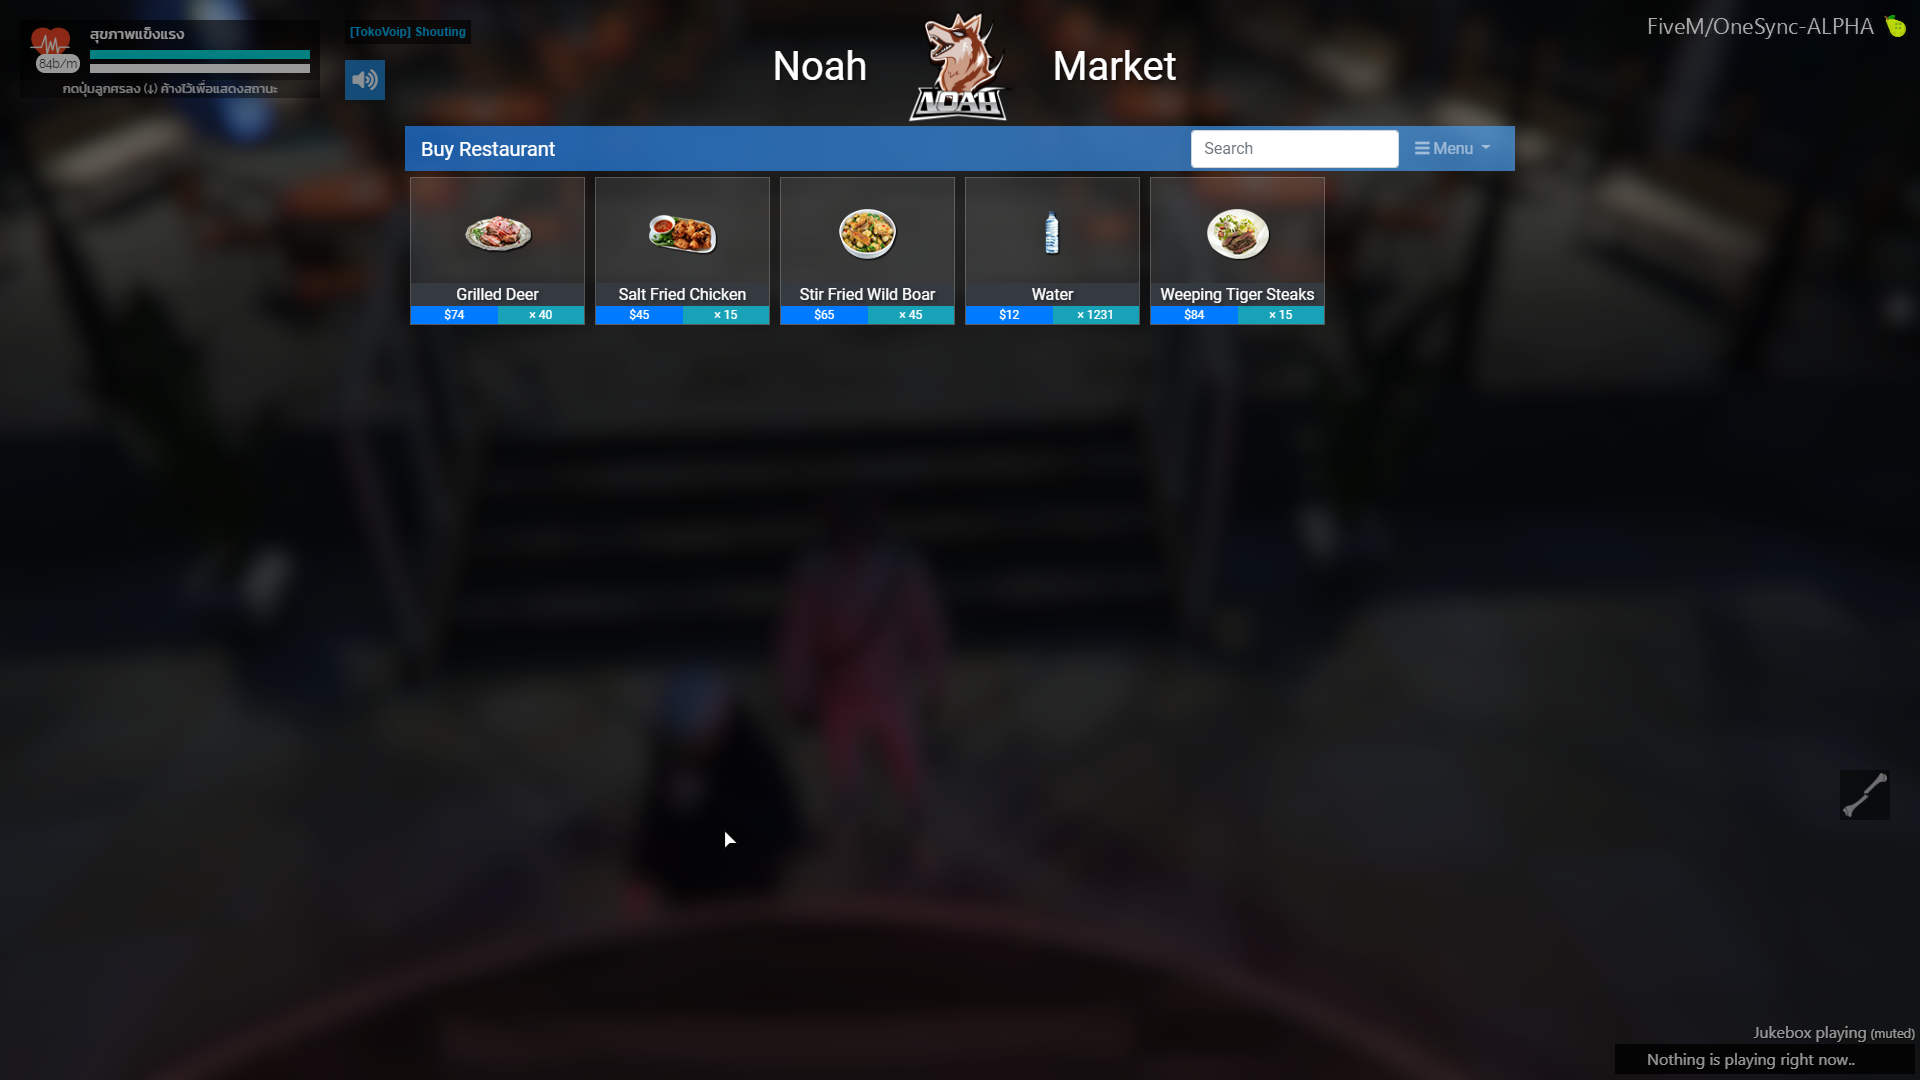 สุขภาพแข็งแรง
84b/m
กดปุ่มลูกศรลง (↓) ค้างไว้เพื่อแสดงสถานะ
[TokoVoip] Shouting
Noah
NOAH
Market
FiveM/OneSync-ALPHA
Buy Restaurant
Search
Menu
Grilled Deer
$74 × 40
Salt Fried Chicken
$45 × 15
Stir Fried Wild Boar
$65 × 45
Water
$12 × 1231
Weeping Tiger Steaks
$84 × 15
Jukebox playing (muted)
Nothing is playing right now..